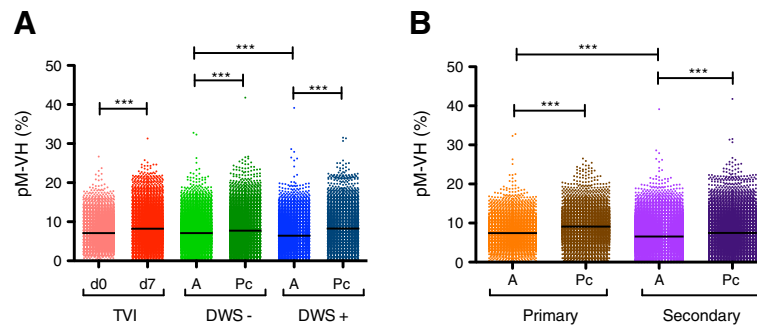 A
pM-VH (%)
50
40
30
20
10
0
***
***
***
***
d0 d7 A Pc A Pc
TVI DWS - DWS +
B
pM-VH (%)
50
40
30
20
10
0
***
***
***
A Pc A Pc
Primary Secondary